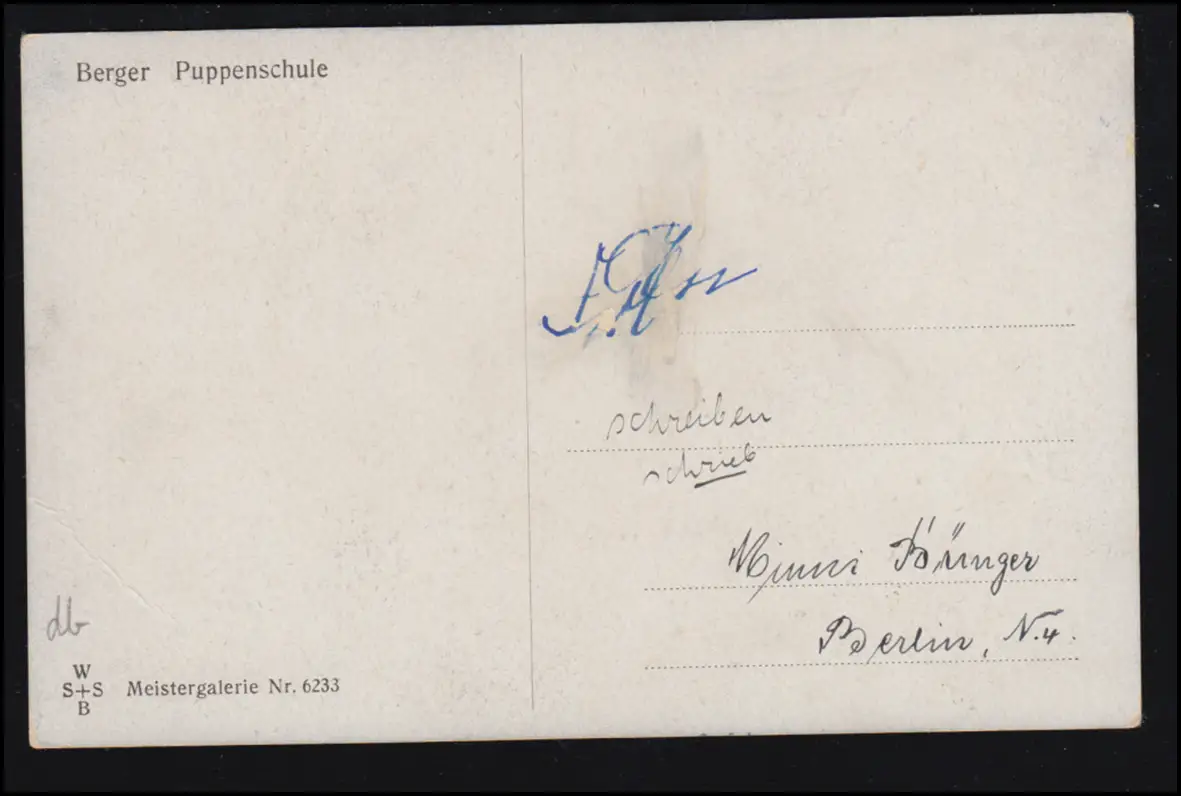 Berger Puppenschule
schreiben
schrieb
Minni Bünger
Berlin, N.4.
db
W
S+S
B
Meistergalerie Nr. 6233